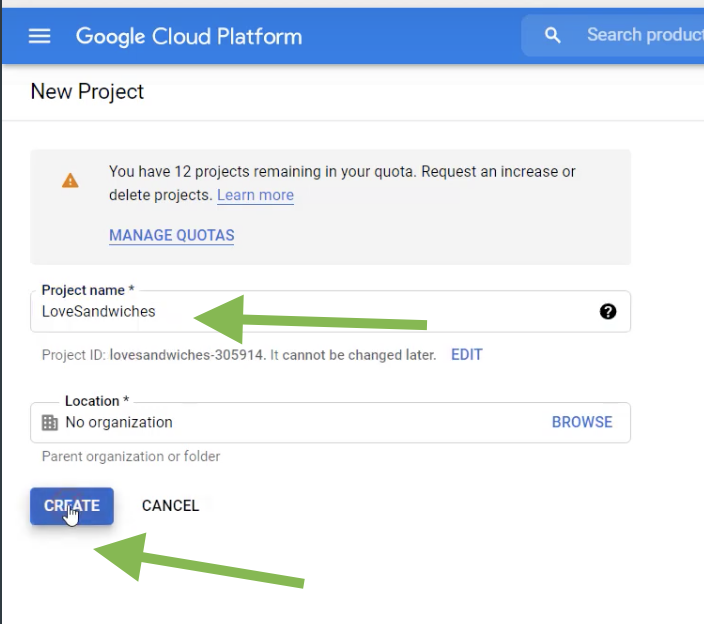 Google Cloud Platform
Search product
New Project
You have 12 projects remaining in your quota. Request an increase or
delete projects. Learn more
MANAGE QUOTAS
Project name *
LoveSandwiches
Project ID: lovesandwiches-305914. It cannot be changed later. EDIT
Location *
No organization BROWSE
Parent organization or folder
CREATE CANCEL